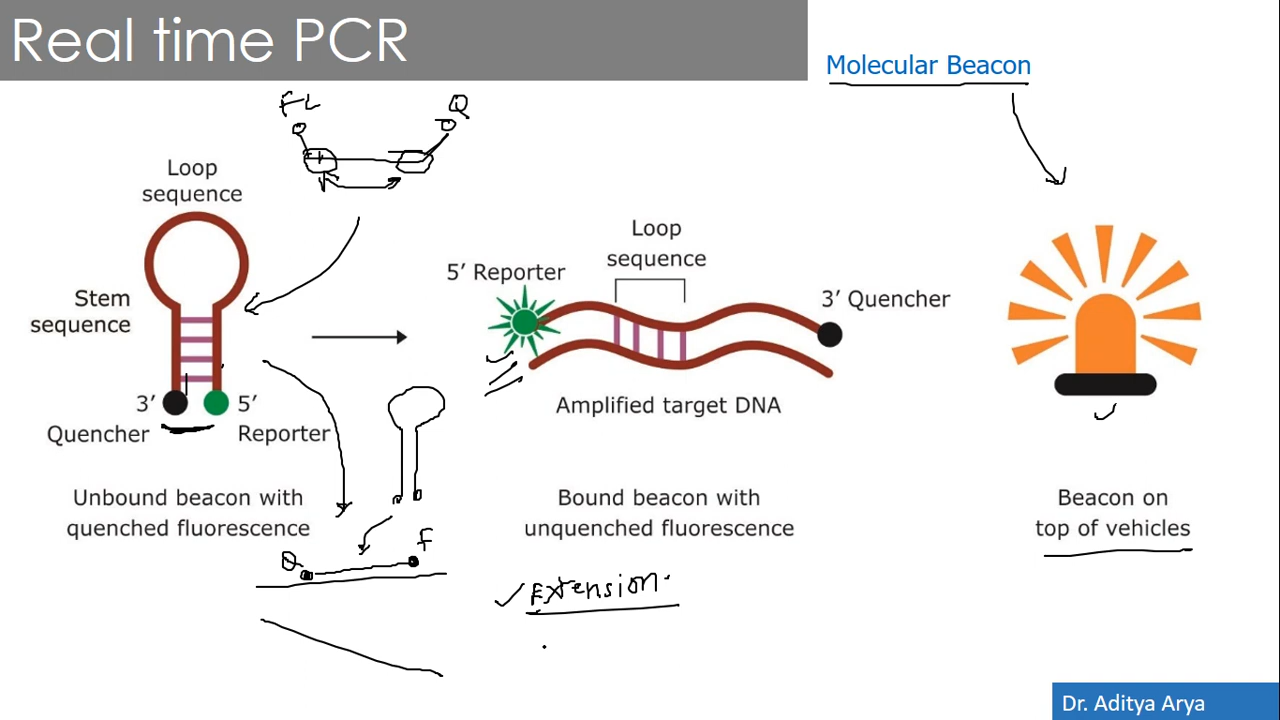 Real time PCR
Molecular Beacon
FL
Q
Loop
sequence
Stem
sequence
3′
5′
Quencher
Reporter
Unbound beacon with
quenched fluorescence
Loop
sequence
5′ Reporter
3′ Quencher
Amplified target DNA
Bound beacon with
unquenched fluorescence
Beacon on
top of vehicles
Q
F
Extension.
Dr. Aditya Arya